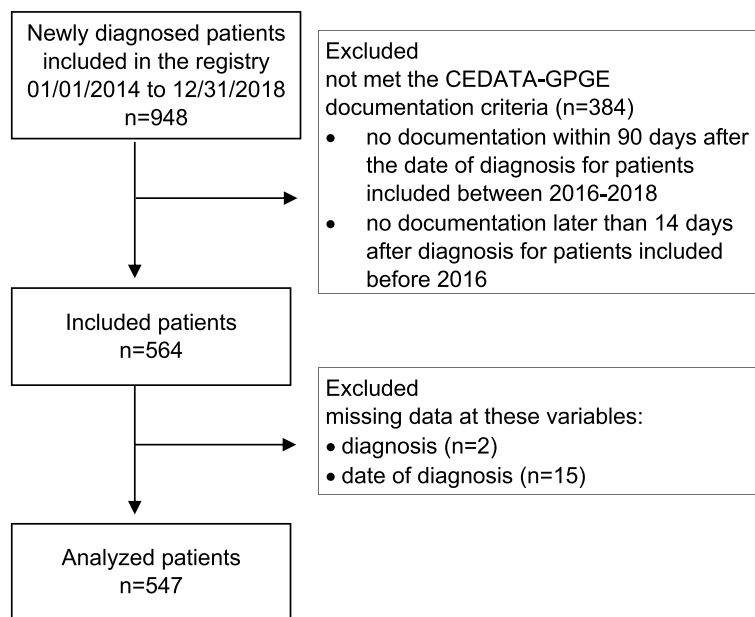 Newly diagnosed patients
included in the registry
01/01/2014 to 12/31/2018
n=948
Excluded
not met the CEDATA-GPGE
documentation criteria (n=384)
• no documentation within 90 days after
the date of diagnosis for patients
included between 2016-2018
• no documentation later than 14 days
after diagnosis for patients included
before 2016
Included patients
n=564
Excluded
missing data at these variables:
• diagnosis (n=2)
• date of diagnosis (n=15)
Analyzed patients
n=547